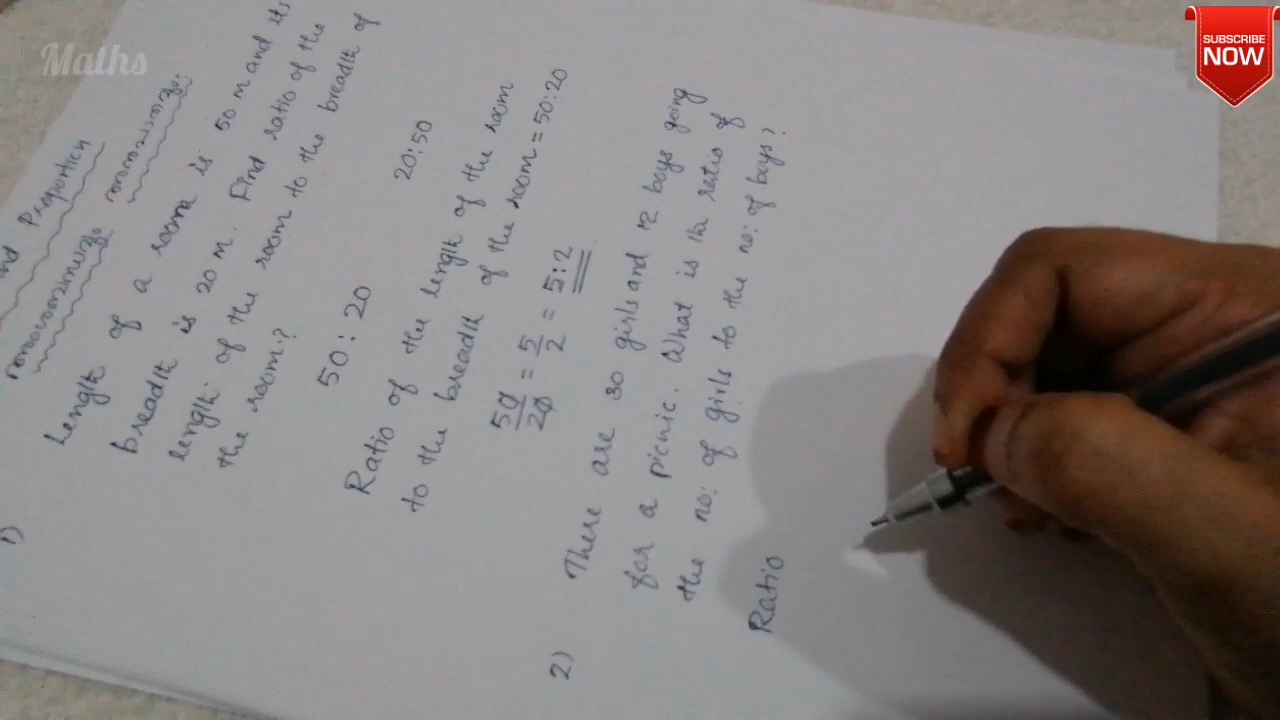 Maths
SUBSCRIBE
NOW
and Proportion
1) Length of a room is 50 m and its
breadth is 20 m. Find ratio of the
length of the room to the breadth of
the room?
50 : 20
20:50
Ratio of the length of the room
to the breadth of the room = 50:20
50/20 = 5/2 = 5:2
2) There are 30 girls and 12 boys going
for a picnic. What is the ratio of
the no: of girls to the no: of boys?
Ratio